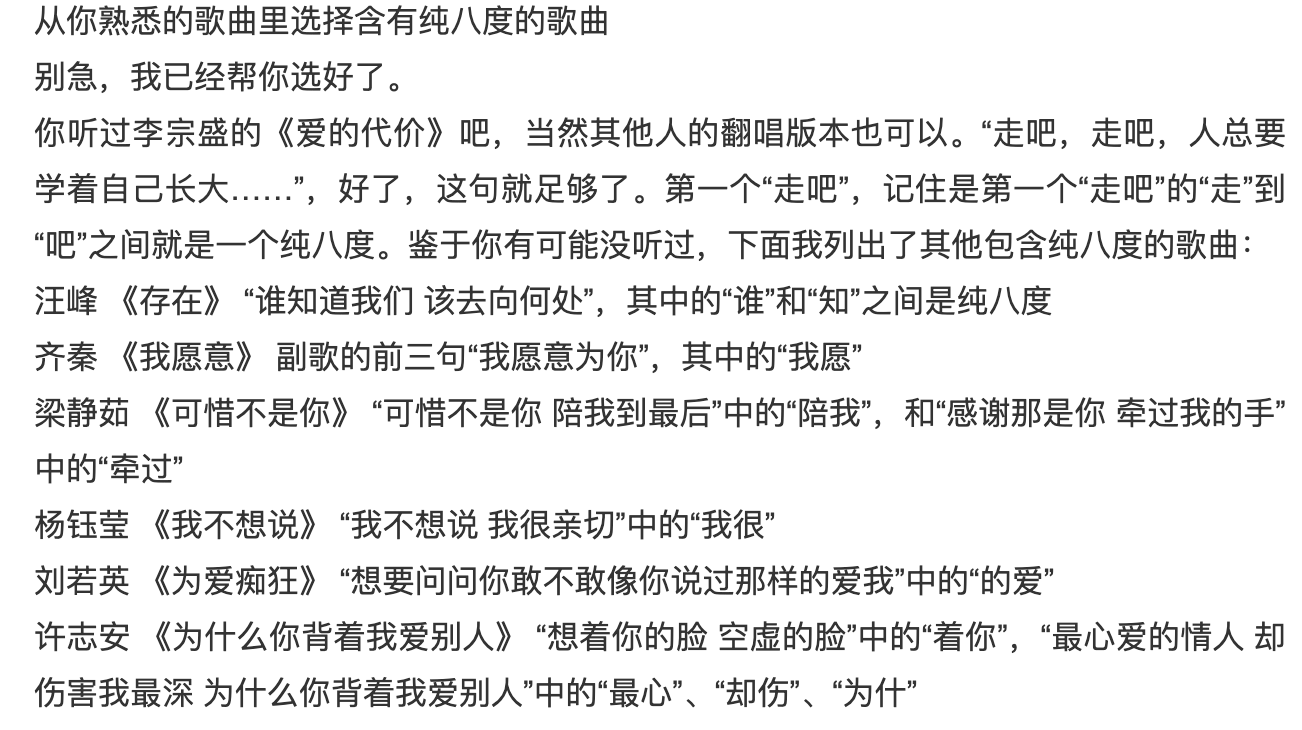 从你熟悉的歌曲里选择含有纯八度的歌曲
别急，我已经帮你选好了。
你听过李宗盛的《爱的代价》吧，当然其他人的翻唱版本也可以。“走吧，走吧，人总要
学着自己长大……”，好了，这句就足够了。第一个“走吧”，记住是第一个“走吧”的“走”到
“吧”之间就是一个纯八度。鉴于你有可能没听过，下面我列出了其他包含纯八度的歌曲：
汪峰 《存在》 “谁知道我们 该去向何处”，其中的“谁”和“知”之间是纯八度
齐秦 《我愿意》 副歌的前三句“我愿意为你”，其中的“我愿”
梁静茹 《可惜不是你》 “可惜不是你 陪我到最后”中的“陪我”，和“感谢那是你 牵过我的手”
中的“牵过”
杨钰莹 《我不想说》 “我不想说 我很亲切”中的“我很”
刘若英 《为爱痴狂》 “想要问问你敢不敢像你说过那样的爱我”中的“的爱”
许志安 《为什么你背着我爱别人》 “想着你的脸 空虚的脸”中的“着你”，“最心爱的情人 却
伤害我最深 为什么你背着我爱别人”中的“最心”、“却伤”、“为什”